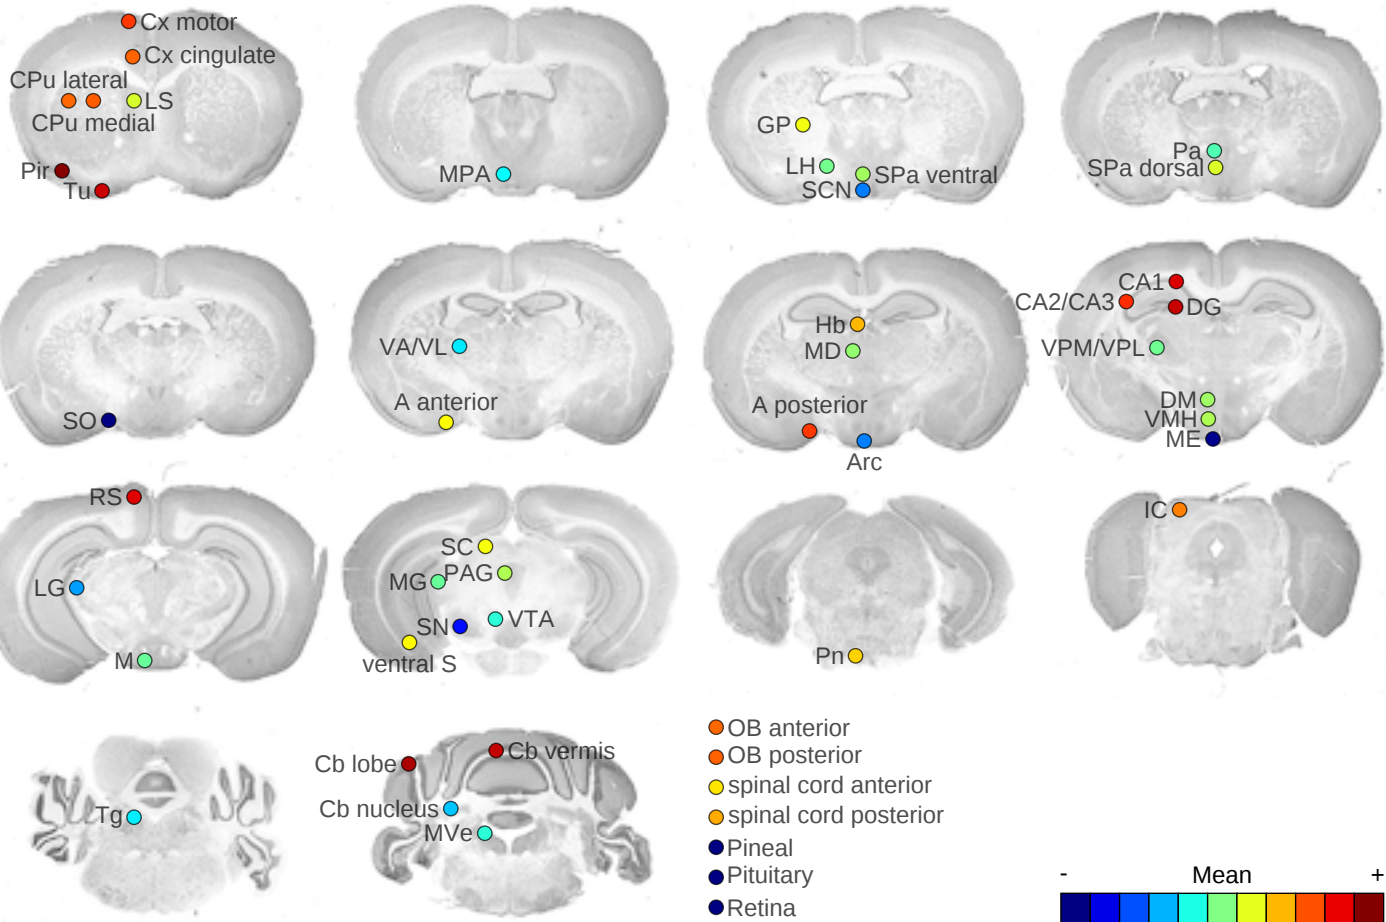 Cx motor
Cx cingulate
CPu lateral
LS
CPu medial
Pir
Tu
MPA
GP
LH
SPa ventral
SCN
Pa
SPa dorsal
SO
VA/VL
A anterior
Hb
MD
A posterior
Arc
CA1
CA2/CA3
DG
VPM/VPL
DM
VMH
ME
RS
LG
M
SC
PAG
MG
VTA
SN
ventral S
Pn
IC
Tg
Cb lobe
Cb vermis
Cb nucleus
MVe
OB anterior
OB posterior
spinal cord anterior
spinal cord posterior
Pineal
Pituitary
Retina
- Mean +